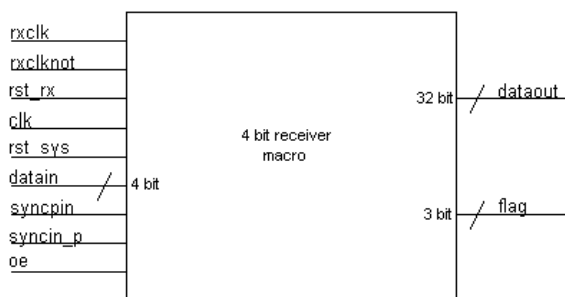 rxclk
rxclknot
rst_rx
clk
rst_sys
datain
4 bit
syncpin
syncin_p
oe
4 bit receiver
macro
32 bit
dataout
3 bit
flag